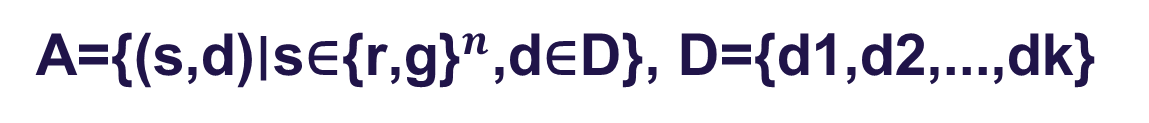 A={(s,d)|s∈{r,g}ⁿ,d∈D}, D={d1,d2,...,dk}